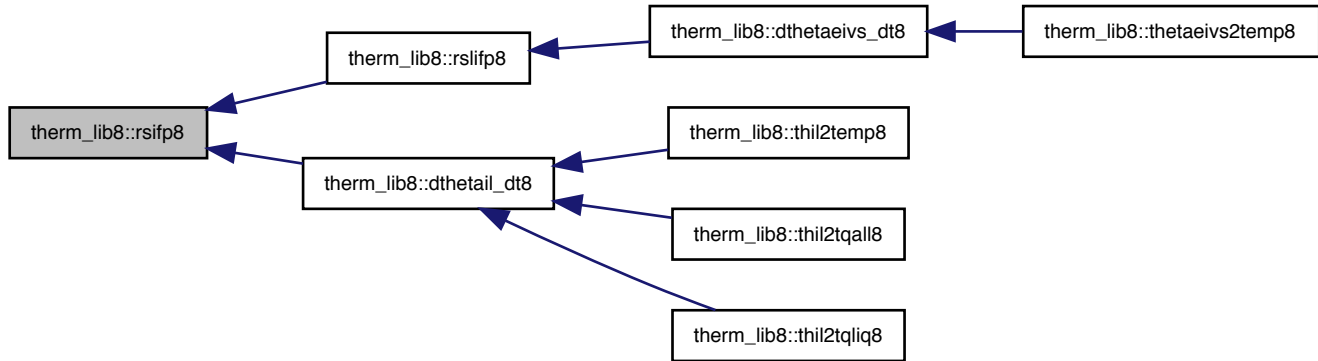 therm_lib8::rsifp8
therm_lib8::rslifp8
therm_lib8::dthetaeivs_dt8
therm_lib8::thetaeivs2temp8
therm_lib8::dthetail_dt8
therm_lib8::thil2temp8
therm_lib8::thil2tqall8
therm_lib8::thil2tqliq8